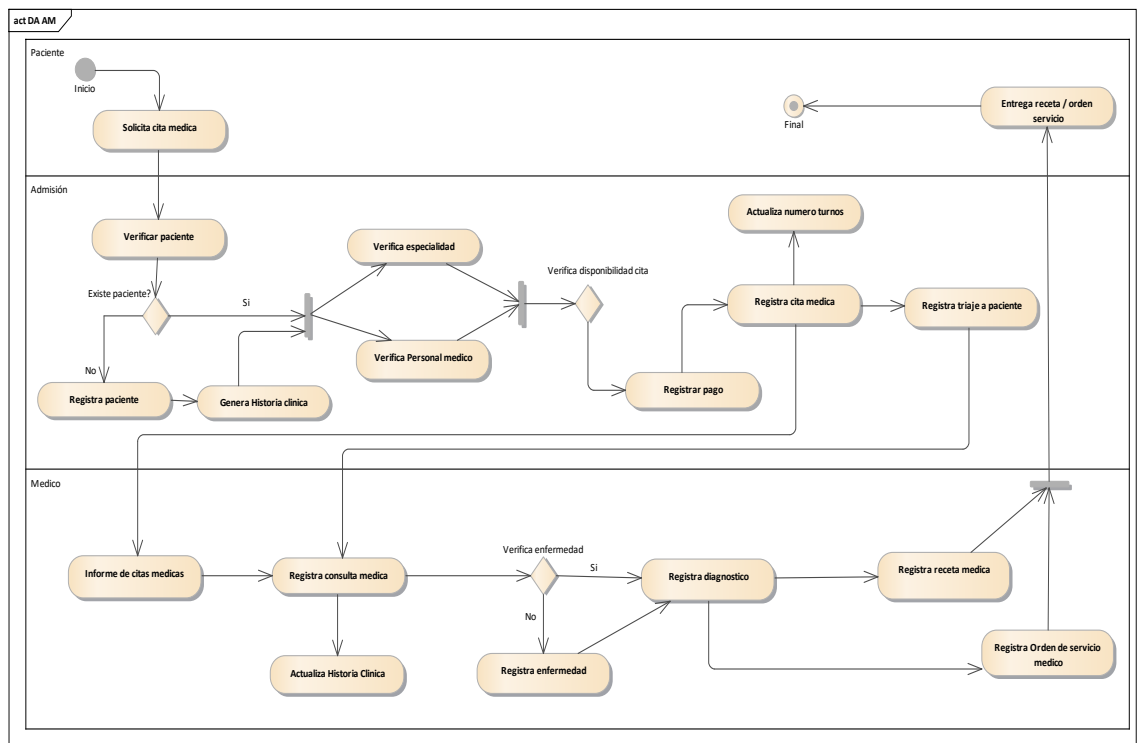 act DA AM
Paciente
Inicio
Solicita cita medica
Final
Entrega receta / orden
servicio
Admisión
Verificar paciente
Existe paciente?
Si
No
Registra paciente
Genera Historia clinica
Verifica especialidad
Verifica Personal medico
Verifica disponibilidad cita
Registrar pago
Actualiza numero turnos
Registra cita medica
Registra triaje a paciente
Medico
Informe de citas medicas
Registra consulta medica
Actualiza Historia Clinica
Verifica enfermedad
Si
No
Registra enfermedad
Registra diagnostico
Registra receta medica
Registra Orden de servicio
medico